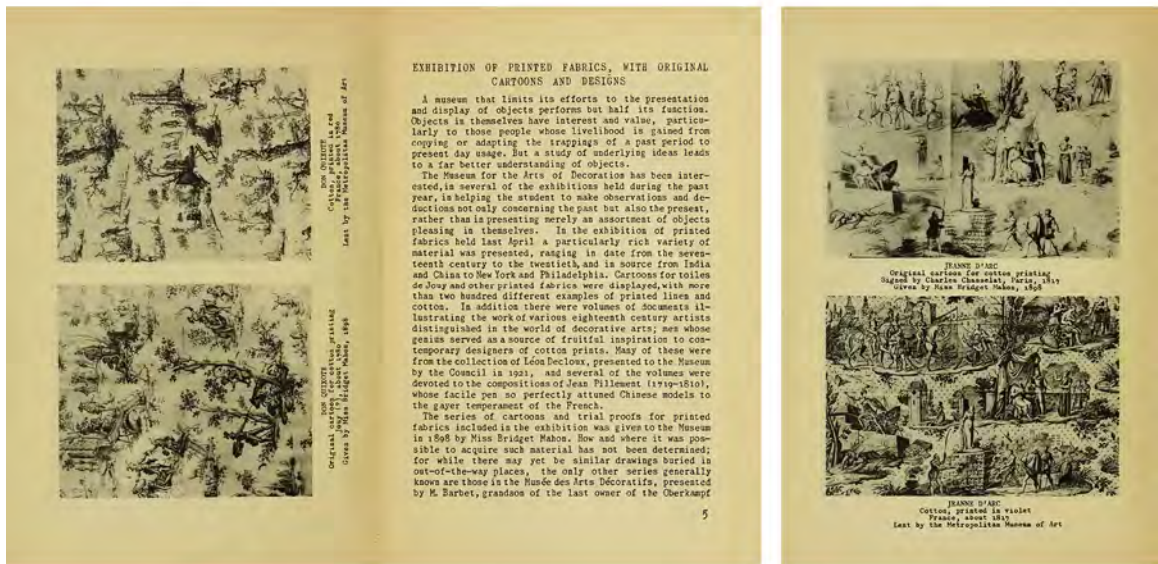 DON QUIXOTE
Cotton, printed in red
France, about 1780
Lent by the Metropolitan Museum of Art
DON QUIXOTE
Original cartoon for cotton printing
Jouy (?), about 1780
Given by Miss Bridget Mahon, 1898
EXHIBITION OF PRINTED FABRICS, WITH ORIGINAL
CARTOONS AND DESIGNS
A museum that limits its efforts to the presentation
and display of objects performs but half its function.
Objects in themselves have interest and value, particu-
larly to those people whose livelihood is gained from
copying or adapting the trappings of a past period to
present day usage. But a study of underlying ideas leads
to a far better understanding of objects.
The Museum for the Arts of Decoration has been inter-
ested, in several of the exhibitions held during the past
year, in helping the student to make observations and de-
ductions not only concerning the past but also the present,
rather than in presenting merely an assortment of objects
pleasing in themselves. In the exhibition of printed
fabrics held last April a particularly rich variety of
material was presented, ranging in date from the seven-
teenth century to the twentieth, and in source from India
and China to New York and Philadelphia. Cartoons for toiles
de Jouy and other printed fabrics were displayed, with more
than two hundred different examples of printed linen and
cotton. In addition there were volumes of documents il-
lustrating the work of various eighteenth century artists
distinguished in the world of decorative arts; men whose
genius served as a source of fruitful inspiration to con-
temporary designers of cotton prints. Many of these were
from the collection of Léon Decloux, presented to the Museum
by the Council in 1921, and several of the volumes were
devoted to the compositions of Jean Pillement (1719-1810),
whose facile pen so perfectly attuned Chinese models to
the gayer temperament of the French.
The series of cartoons and trial proofs for printed
fabrics included in the exhibition was given to the Museum
in 1898 by Miss Bridget Mahon. How and where it was pos-
sible to acquire such material has not been determined;
for while there may yet be similar drawings buried in
out-of-the-way places, the only other series generally
known are those in the Musée des Arts Décoratifs, presented
by M. Barbet, grandson of the last owner of the Oberkampf
5
JEANNE D'ARC
Original cartoon for cotton printing
Signed by Charles Chasselat, Paris, 1817
Given by Miss Bridget Mahon, 1898
JEANNE D'ARC
Cotton, printed in violet
France, about 1817
Lent by the Metropolitan Museum of Art